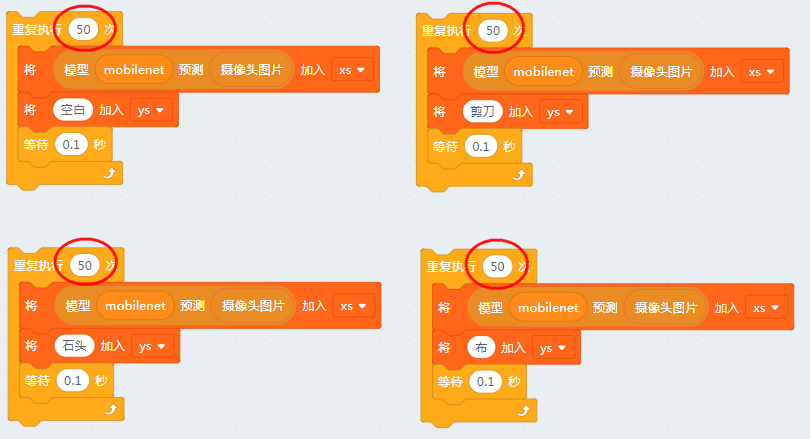 重复执行 50 次
将 模型 mobilenet 预测 摄像头图片 加入 xs
将 空白 加入 ys
等待 0.1 秒
重复执行 50 次
将 模型 mobilenet 预测 摄像头图片 加入 xs
将 剪刀 加入 ys
等待 0.1 秒
重复执行 50 次
将 模型 mobilenet 预测 摄像头图片 加入 xs
将 石头 加入 ys
等待 0.1 秒
重复执行 50 次
将 模型 mobilenet 预测 摄像头图片 加入 xs
将 布 加入 ys
等待 0.1 秒